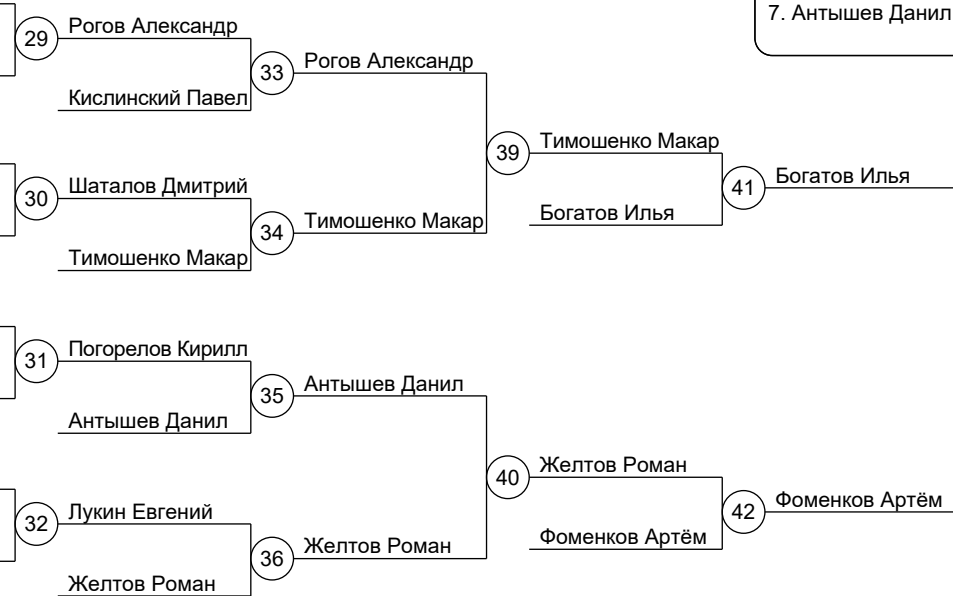 7. Антышев Данил
29
Рогов Александр
33
Рогов Александр
Кислинский Павел
39
Тимошенко Макар
41
Богатов Илья
Богатов Илья
30
Шаталов Дмитрий
34
Тимошенко Макар
Тимошенко Макар
31
Погорелов Кирилл
35
Антышев Данил
Антышев Данил
40
Желтов Роман
42
Фоменков Артём
Фоменков Артём
32
Лукин Евгений
36
Желтов Роман
Желтов Роман